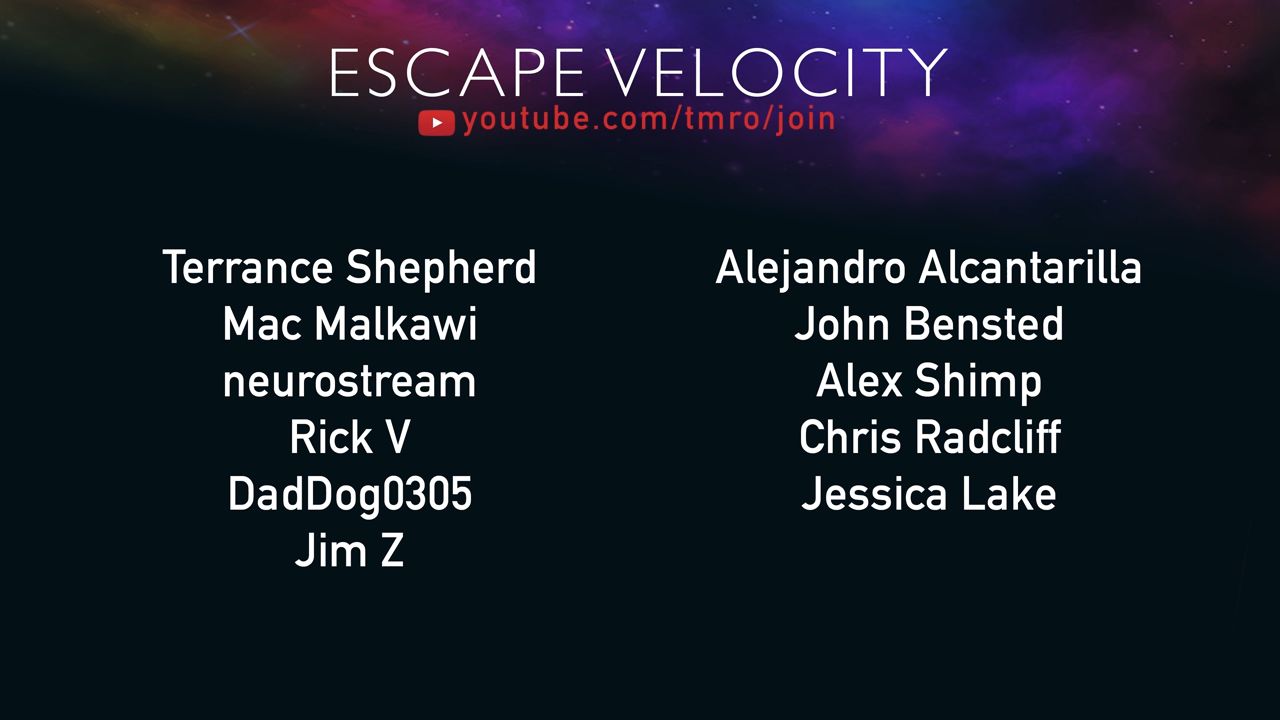 ESCAPE VELOCITY
youtube.com/tmro/join
Terrance Shepherd
Mac Malkawi
neurostream
Rick V
DadDog0305
Jim Z
Alejandro Alcantarilla
John Bensted
Alex Shimp
Chris Radcliff
Jessica Lake